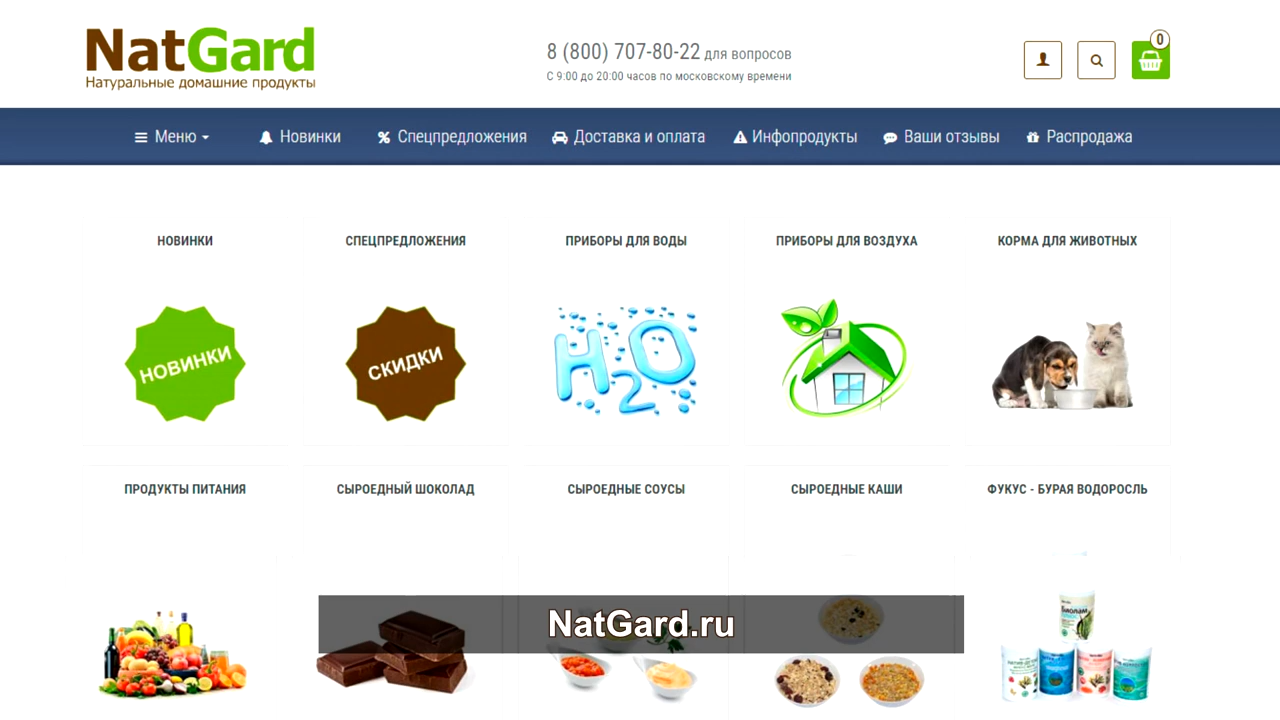 NatGard
Натуральные домашние продукты
8 (800) 707-80-22 для вопросов
С 9:00 до 20:00 часов по московскому времени
0
Меню
Новинки
Спецпредложения
Доставка и оплата
Инфопродукты
Ваши отзывы
Распродажа
НОВИНКИ
СПЕЦПРЕДЛОЖЕНИЯ
ПРИБОРЫ ДЛЯ ВОДЫ
ПРИБОРЫ ДЛЯ ВОЗДУХА
КОРМА ДЛЯ ЖИВОТНЫХ
НОВИНКИ
СКИДКИ
H2O
ПРОДУКТЫ ПИТАНИЯ
СЫРОЕДНЫЙ ШОКОЛАД
СЫРОЕДНЫЕ СОУСЫ
СЫРОЕДНЫЕ КАШИ
ФУКУС - БУРАЯ ВОДОРОСЛЬ
NatGard.ru
Биолам